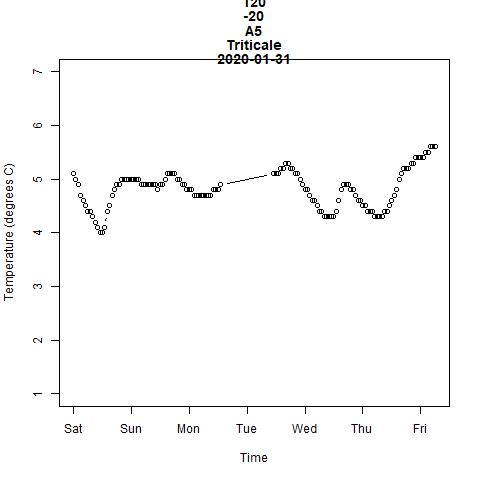 120
-20
A5
Triticale
2020-01-31
7
6
5
4
3
2
1
Temperature (degrees C)
Sat Sun Mon Tue Wed Thu Fri
Time